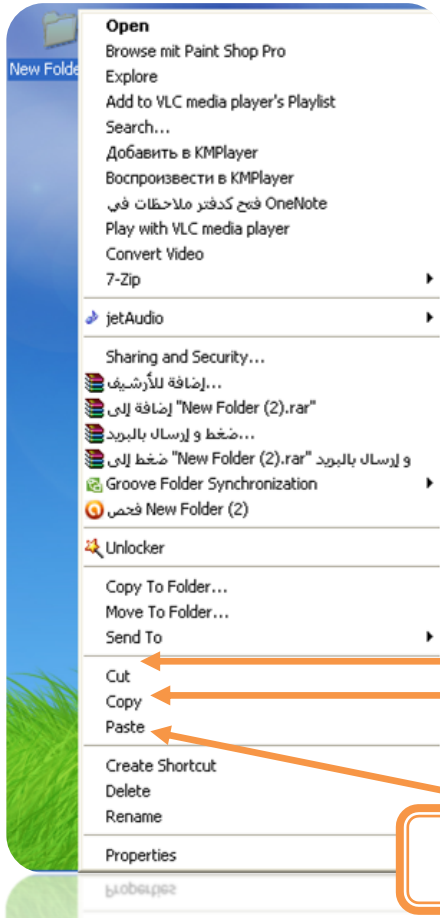 New Folde
Open
Browse mit Paint Shop Pro
Explore
Add to VLC media player's Playlist
Search...
Добавить в KMPlayer
Воспроизвести в KMPlayer
فتح كدفتر ملاحظات في OneNote
Play with VLC media player
Convert Video
7-Zip
jetAudio
Sharing and Security...
إضافة للأرشيف...
إضافة إلى "New Folder (2).rar"
ضغط و إرسال بالبريد...
ضغط إلى "New Folder (2).rar" و إرسال بالبريد
Groove Folder Synchronization
فحص New Folder (2)
Unlocker
Copy To Folder...
Move To Folder...
Send To
Cut
Copy
Paste
Create Shortcut
Delete
Rename
Properties
Properties